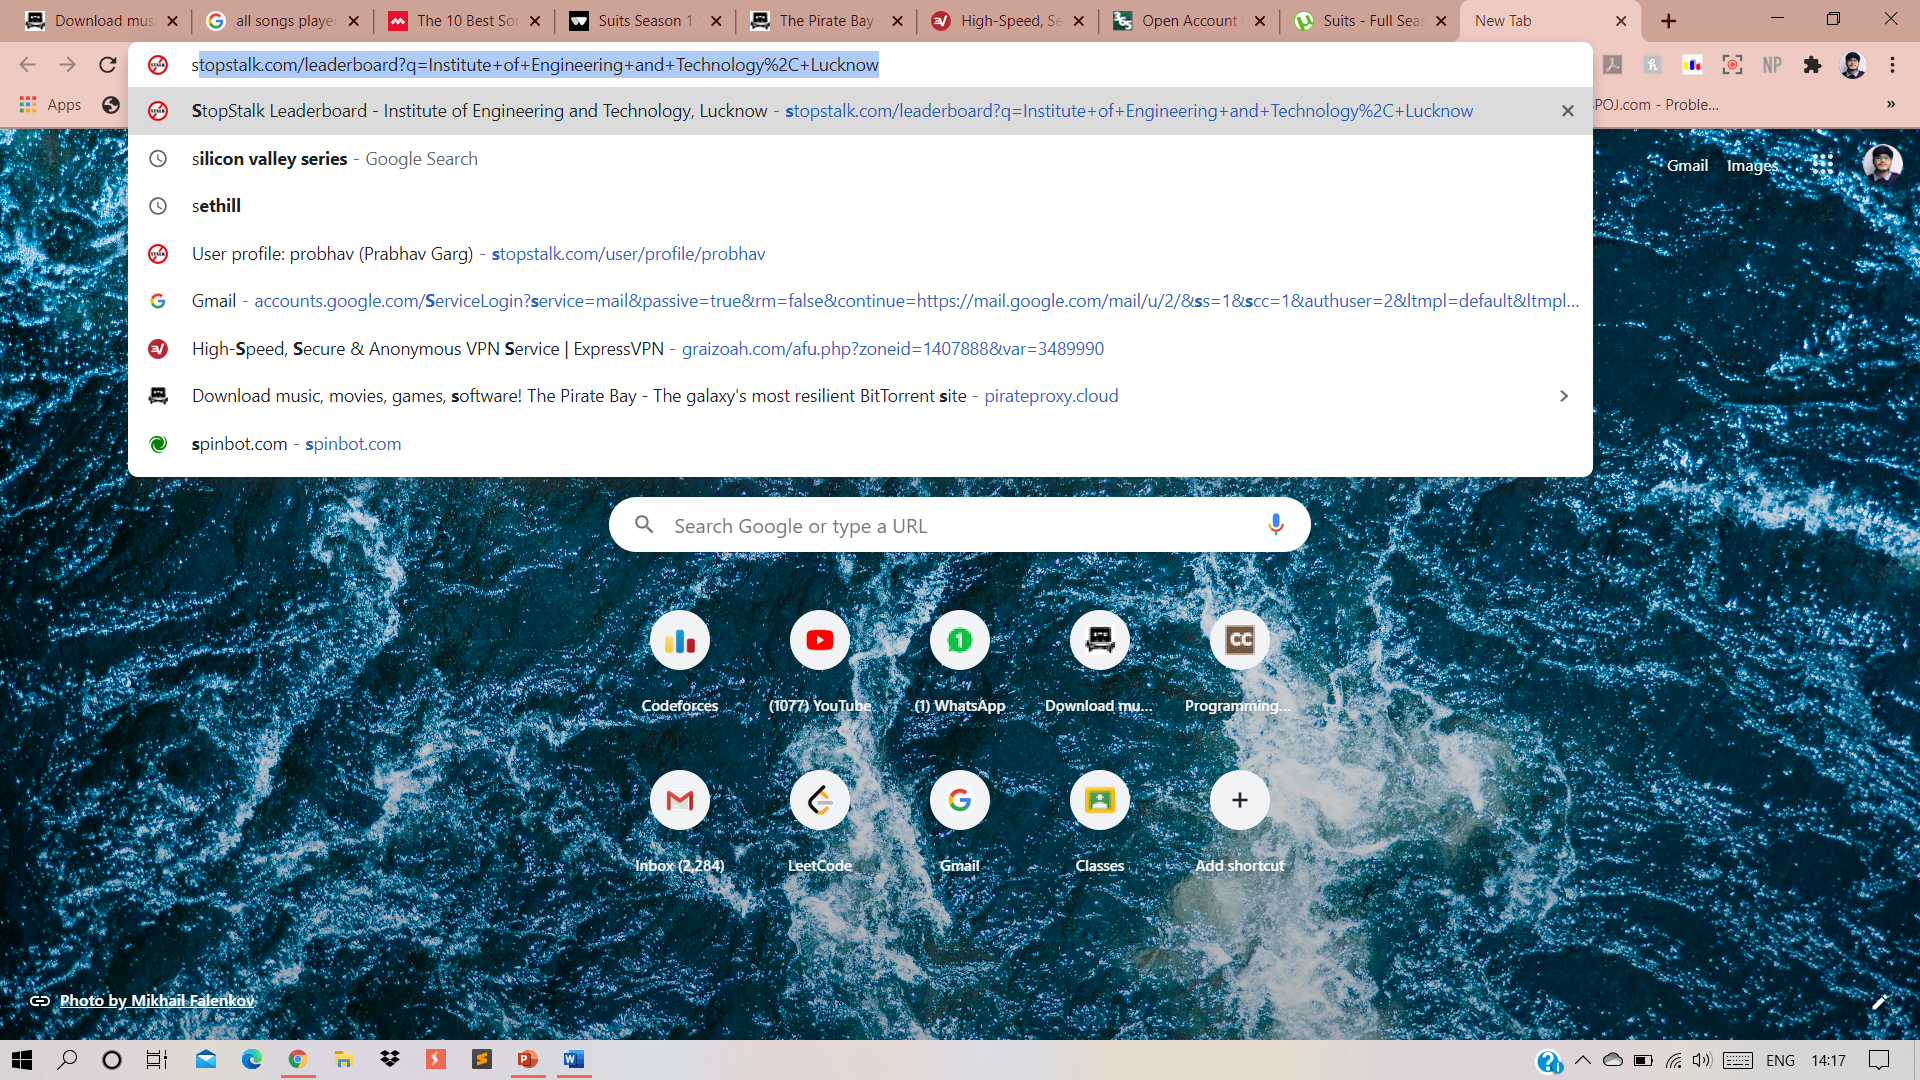 Download mus
all songs playe
The 10 Best So
Suits Season 1
The Pirate Bay
High-Speed, Se
Open Account
Suits - Full Seas
New Tab
stopstalk.com/leaderboard?q=Institute+of+Engineering+and+Technology%2C+Lucknow
NP
Apps
SPOJ.com - Proble...
»
StopStalk Leaderboard - Institute of Engineering and Technology, Lucknow - stopstalk.com/leaderboard?q=Institute+of+Engineering+and+Technology%2C+Lucknow
silicon valley series - Google Search
sethill
User profile: probhav (Prabhav Garg) - stopstalk.com/user/profile/probhav
Gmail - accounts.google.com/ServiceLogin?service=mail&passive=true&rm=false&continue=https://mail.google.com/mail/u/2/&ss=1&scc=1&authuser=2&ltmpl=default&ltmpl...
High-Speed, Secure & Anonymous VPN Service | ExpressVPN - graizoah.com/afu.php?zoneid=1407888&var=3489990
Download music, movies, games, software! The Pirate Bay - The galaxy's most resilient BitTorrent site - pirateproxy.cloud
spinbot.com - spinbot.com
Gmail Images
Search Google or type a URL
Codeforces
(1077) YouTube
(1) WhatsApp
Download mu...
Programming...
Inbox (2,284)
LeetCode
Gmail
Classes
Add shortcut
Photo by Mikhail Falenkov
ENG
14:17